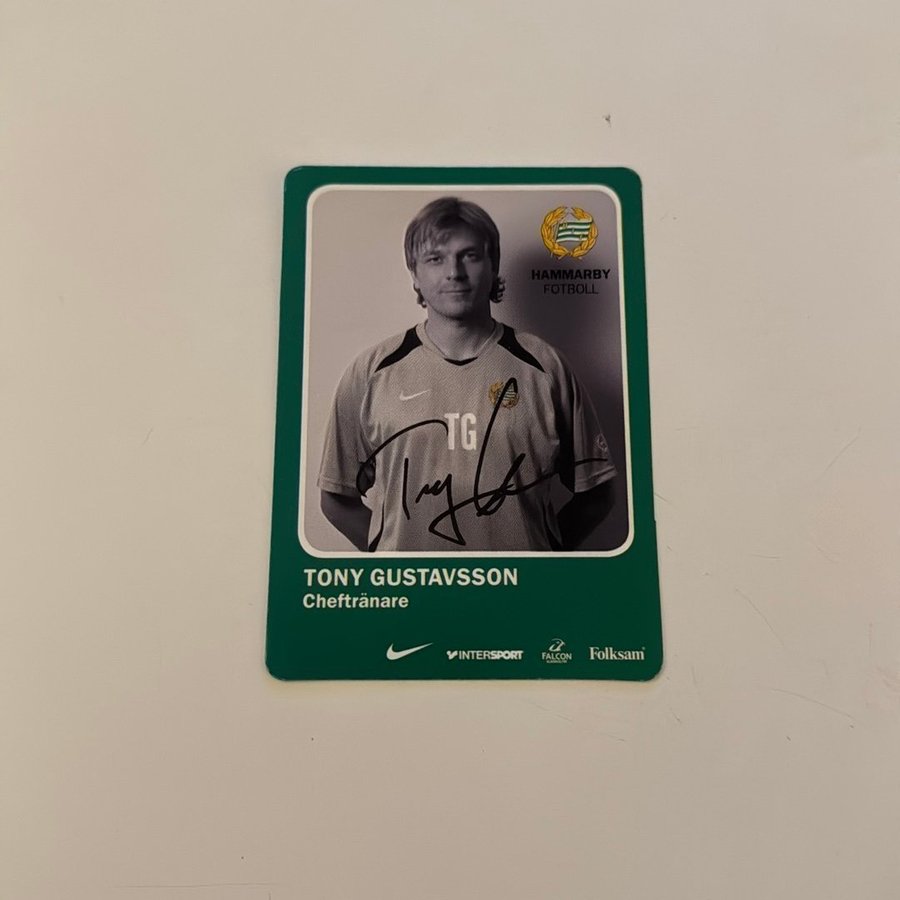 HAMMARBY
FOTBOLL
TG
TONY GUSTAVSSON
Cheftränare
INTERSPORT
FALCON
Folksam